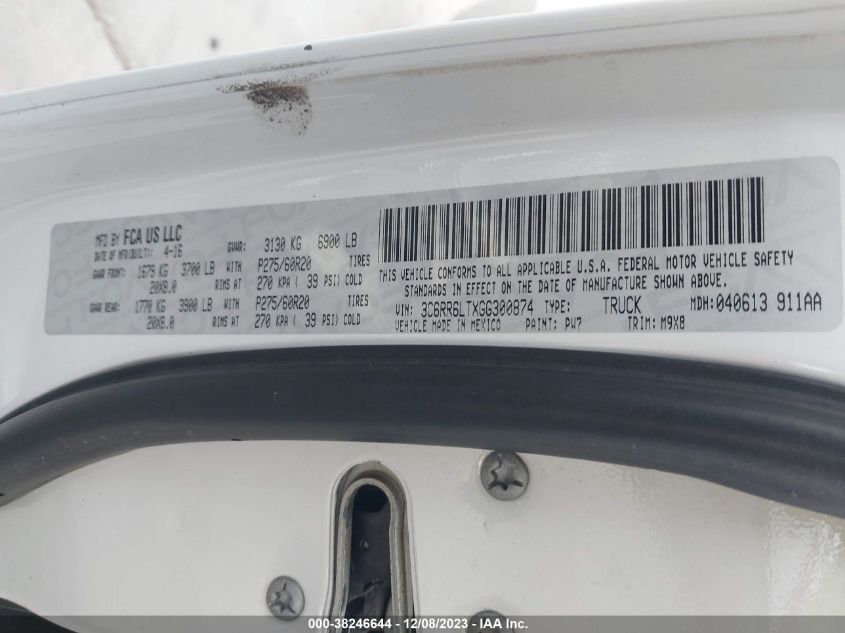 MFD BY FCA US LLC
DATE OF MFR(BUILT): 4-16 GVWR: 3130 KG 6900 LB
GAWR FRONT: 1679 KG 3700 LB WITH P275/60R20 TIRES
20X8.0 RIMS AT 270 KPA ( 39 PSI) COLD
GAWR REAR: 1770 KG 3900 LB WITH P275/60R20 TIRES
20X8.0 RIMS AT 270 KPA ( 39 PSI) COLD
THIS VEHICLE CONFORMS TO ALL APPLICABLE U.S.A. FEDERAL MOTOR VEHICLE SAFETY
STANDARDS IN EFFECT ON THE DATE OF MANUFACTURE SHOWN ABOVE.
VIN: 3C6RR6LTXGG300874 TYPE: TRUCK MDH:040613 911AA
VEHICLE MADE IN MEXICO PAINT: PW7 TRIM: M9X8
000-38246644 - 12/08/2023 - IAA Inc.